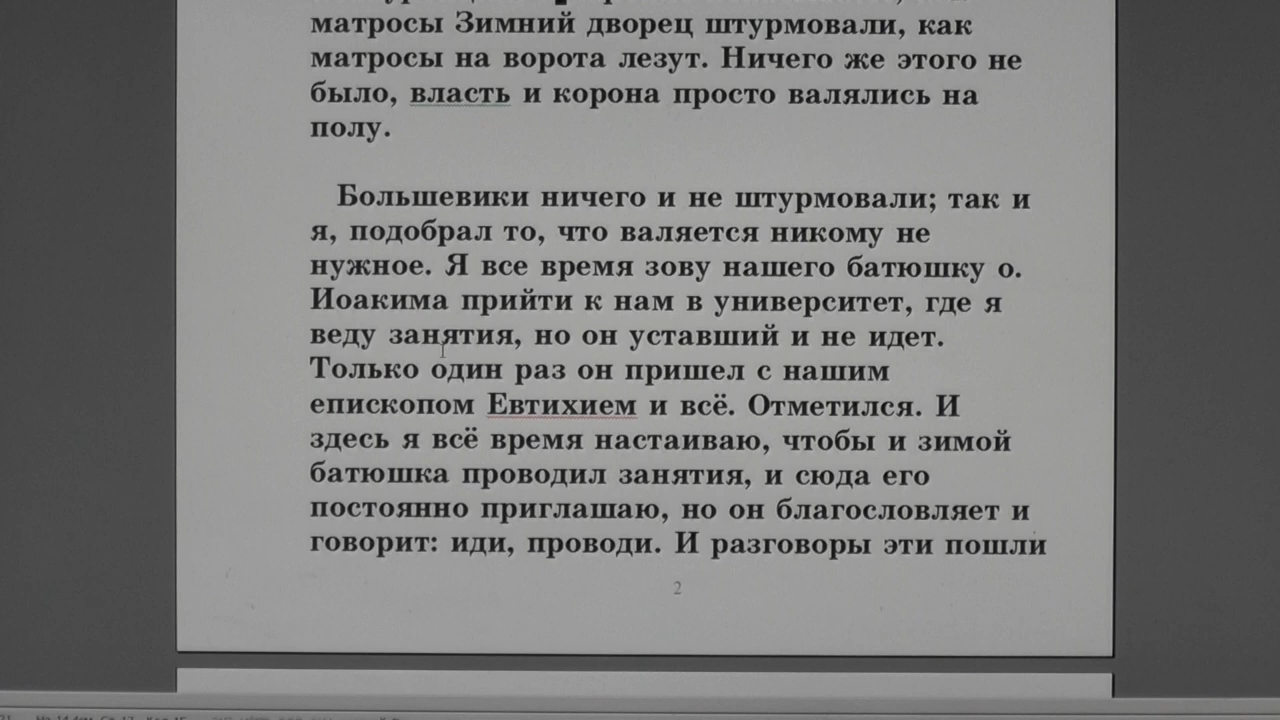 матросы Зимний дворец штурмовали, как
матросы на ворота лезут. Ничего же этого не
было, власть и корона просто валялись на
полу.
Большевики ничего и не штурмовали; так и
я, подобрал то, что валяется никому не
нужное. Я все время зову нашего батюшку о.
Иоакима прийти к нам в университет, где я
веду занятия, но он уставший и не идет.
Только один раз он пришел с нашим
епископом Евтихием и всё. Отметился. И
здесь я всё время настаиваю, чтобы и зимой
батюшка проводил занятия, и сюда его
постоянно приглашаю, но он благословляет и
говорит: иди, проводи. И разговоры эти пошли
2